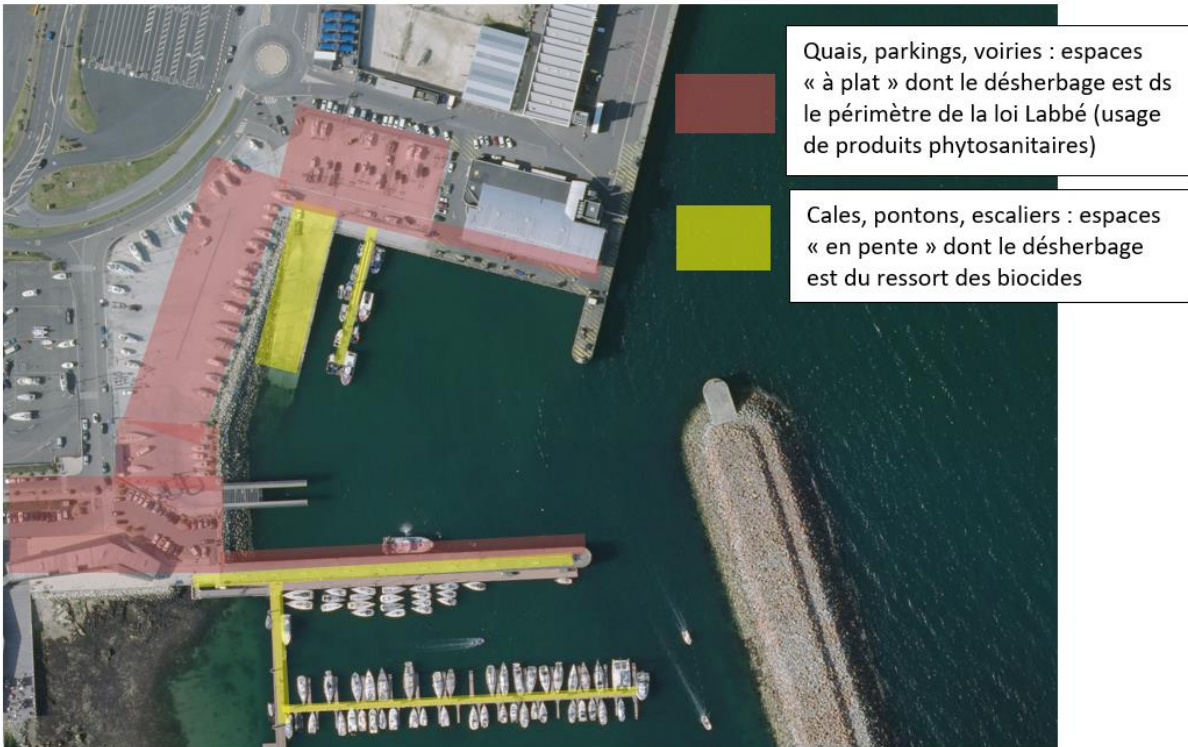 Quais, parkings, voiries : espaces
« à plat » dont le désherbage est ds
le périmètre de la loi Labbé (usage
de produits phytosanitaires)
Cales, pontons, escaliers : espaces
« en pente » dont le désherbage
est du ressort des biocides